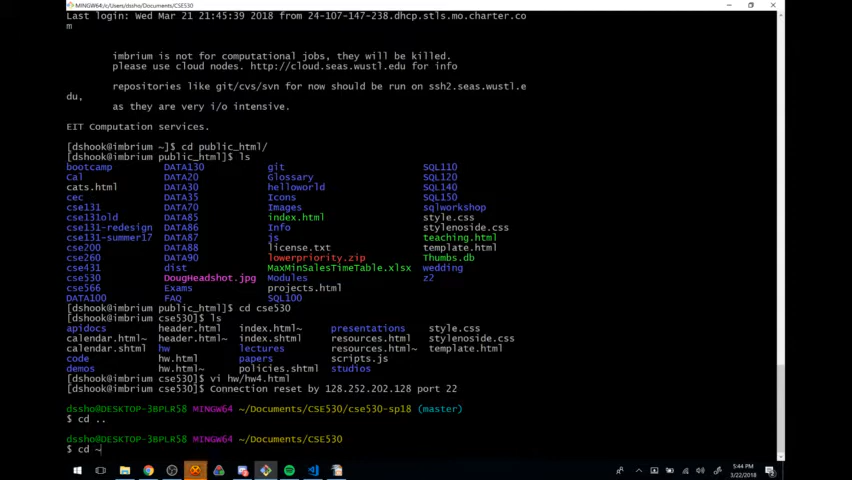 MINGW64:/c/Users/dssho/Documents/CSE530
Last login: Wed Mar 21 21:45:39 2018 from 24-107-147-238.dhcp.stls.mo.charter.co
m
imbrium is not for computational jobs, they will be killed.
please use cloud nodes. http://cloud.seas.wustl.edu for info
repositories like git/cvs/svn for now should be run on ssh2.seas.wustl.e
du,
as they are very i/o intensive.
EIT Computation services.
[dshook@imbrium ~]$ cd public_html/
[dshook@imbrium public_html]$ ls
bootcamp DATA130 git SQL110
Cal DATA20 Glossary SQL120
cats.html DATA30 helloworld SQL140
cec DATA35 Icons SQL150
cse131 DATA70 Images sqlworkshop
cse131old DATA85 index.html style.css
cse131-redesign DATA86 Info stylenoside.css
cse131-summer17 DATA87 js teaching.html
cse200 DATA88 license.txt template.html
cse260 DATA90 lowerpriority.zip Thumbs.db
cse431 dist MaxMinSalesTimeTable.xlsx wedding
cse530 DougHeadshot.jpg Modules z2
cse566 Exams projects.html
DATA100 FAQ SQL100
[dshook@imbrium public_html]$ cd cse530
[dshook@imbrium cse530]$ ls
apidocs header.html index.html~ presentations style.css
calendar.html~ header.html~ index.shtml resources.html stylenoside.css
calendar.shtml hw lectures resources.html~ template.html
code hw.html papers scripts.js
demos hw.html~ policies.shtml studios
[dshook@imbrium cse530]$ vi hw/hw4.html
[dshook@imbrium cse530]$ Connection reset by 128.252.202.128 port 22
dssho@DESKTOP-3BPLR58 MINGW64 ~/Documents/CSE530/cse530-sp18 (master)
$ cd ..
dssho@DESKTOP-3BPLR58 MINGW64 ~/Documents/CSE530
$ cd ~
5:44 PM
3/22/2018